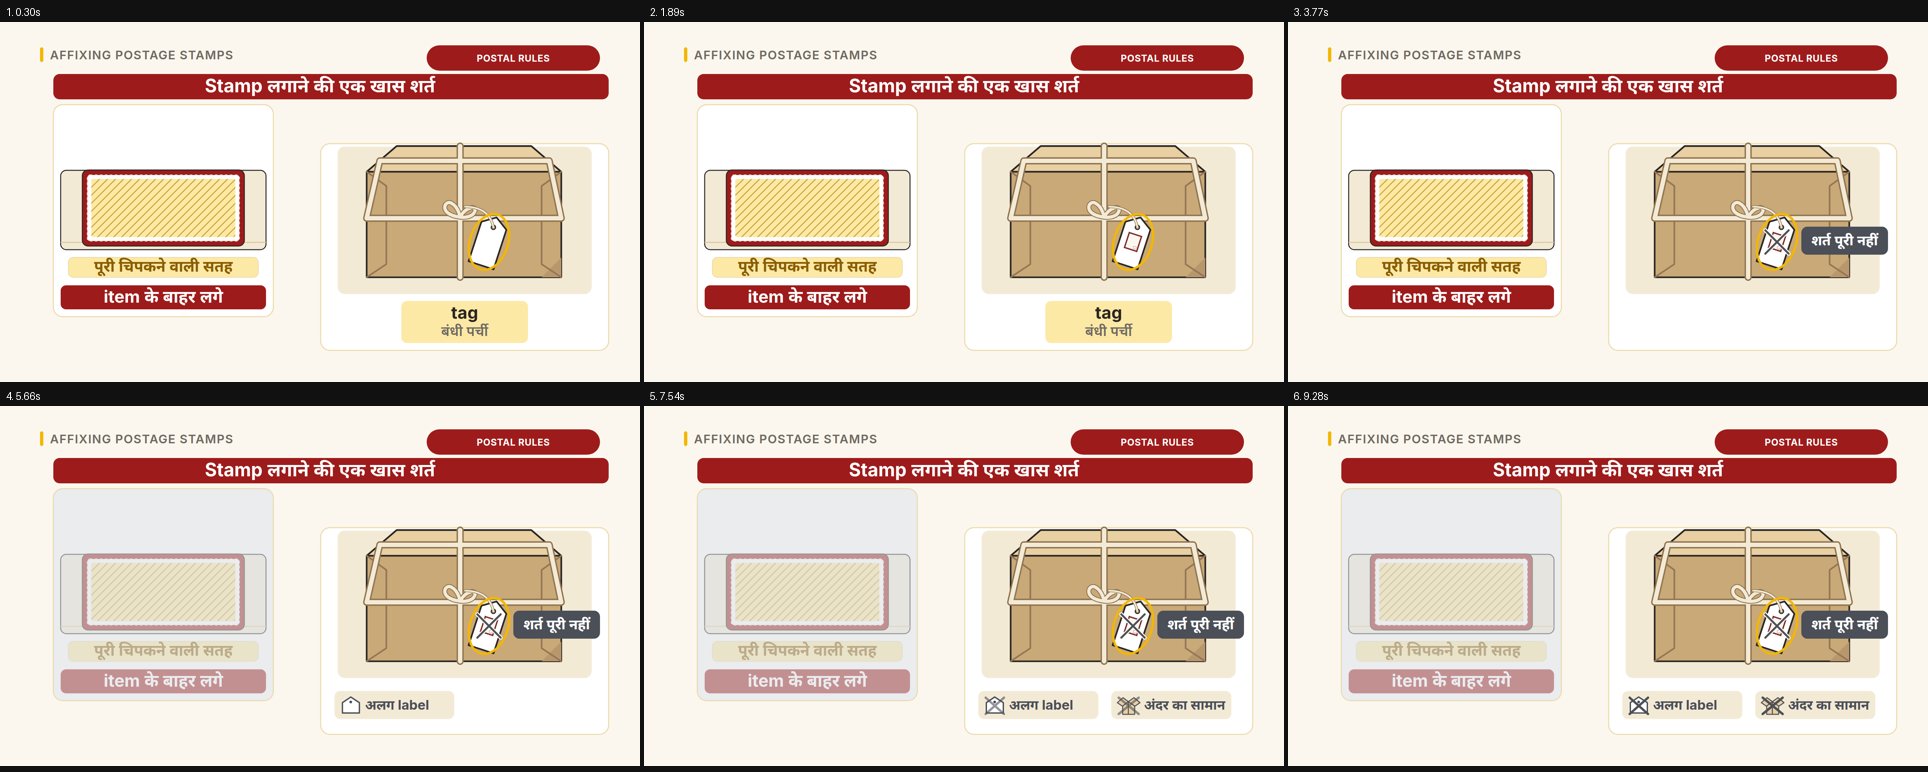 1. 0.30s
AFFIXING POSTAGE STAMPS
POSTAL RULES
Stamp लगाने की एक खास शर्त
पूरी चिपकने वाली सतह
item के बाहर लगे
tag
बंधी पर्ची
2. 1.89s
AFFIXING POSTAGE STAMPS
POSTAL RULES
Stamp लगाने की एक खास शर्त
पूरी चिपकने वाली सतह
item के बाहर लगे
tag
बंधी पर्ची
3. 3.77s
AFFIXING POSTAGE STAMPS
POSTAL RULES
Stamp लगाने की एक खास शर्त
शर्त पूरी नहीं
पूरी चिपकने वाली सतह
item के बाहर लगे
4. 5.66s
AFFIXING POSTAGE STAMPS
POSTAL RULES
Stamp लगाने की एक खास शर्त
शर्त पूरी नहीं
पूरी चिपकने वाली सतह
item के बाहर लगे
अलग label
5. 7.54s
AFFIXING POSTAGE STAMPS
POSTAL RULES
Stamp लगाने की एक खास शर्त
शर्त पूरी नहीं
पूरी चिपकने वाली सतह
item के बाहर लगे
अलग label
अंदर का सामान
6. 9.28s
AFFIXING POSTAGE STAMPS
POSTAL RULES
Stamp लगाने की एक खास शर्त
शर्त पूरी नहीं
पूरी चिपकने वाली सतह
item के बाहर लगे
अलग label
अंदर का सामान